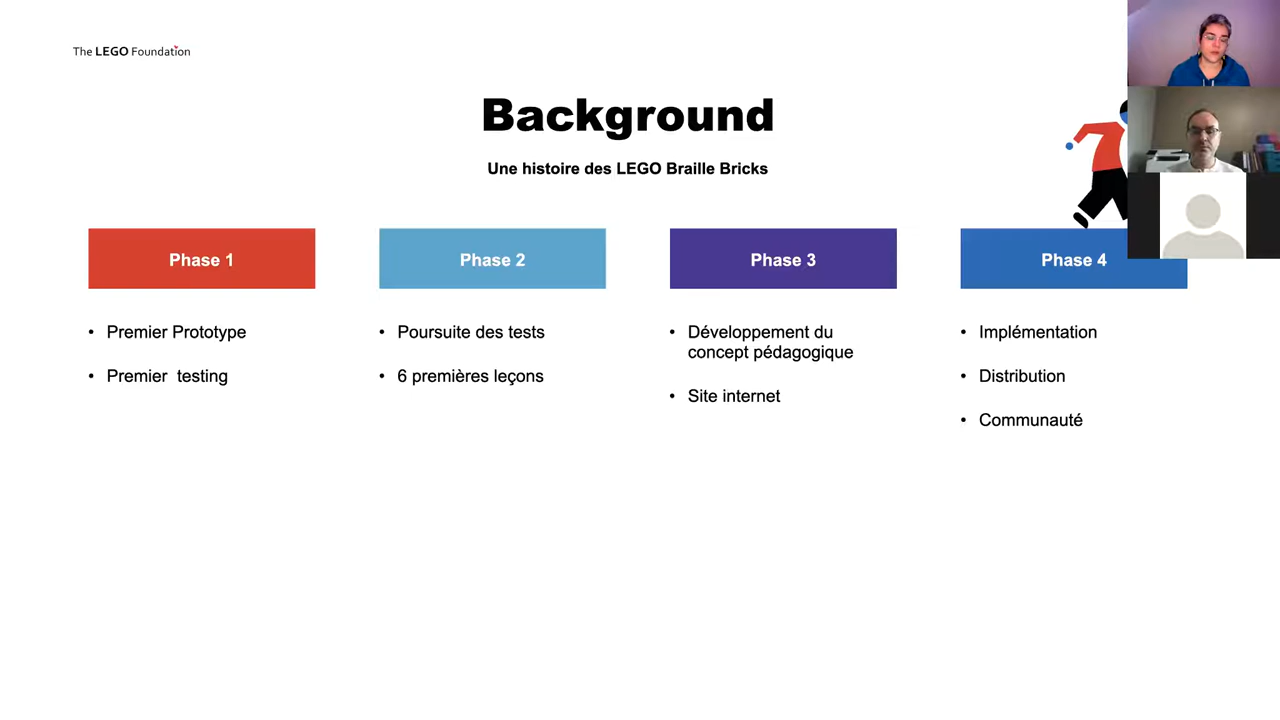 The LEGO Foundation
Background
Une histoire des LEGO Braille Bricks
Phase 1
• Premier Prototype
• Premier  testing
Phase 2
• Poursuite des tests
• 6 premières leçons
Phase 3
• Développement du
concept pédagogique
• Site internet
Phase 4
• Implémentation
• Distribution
• Communauté